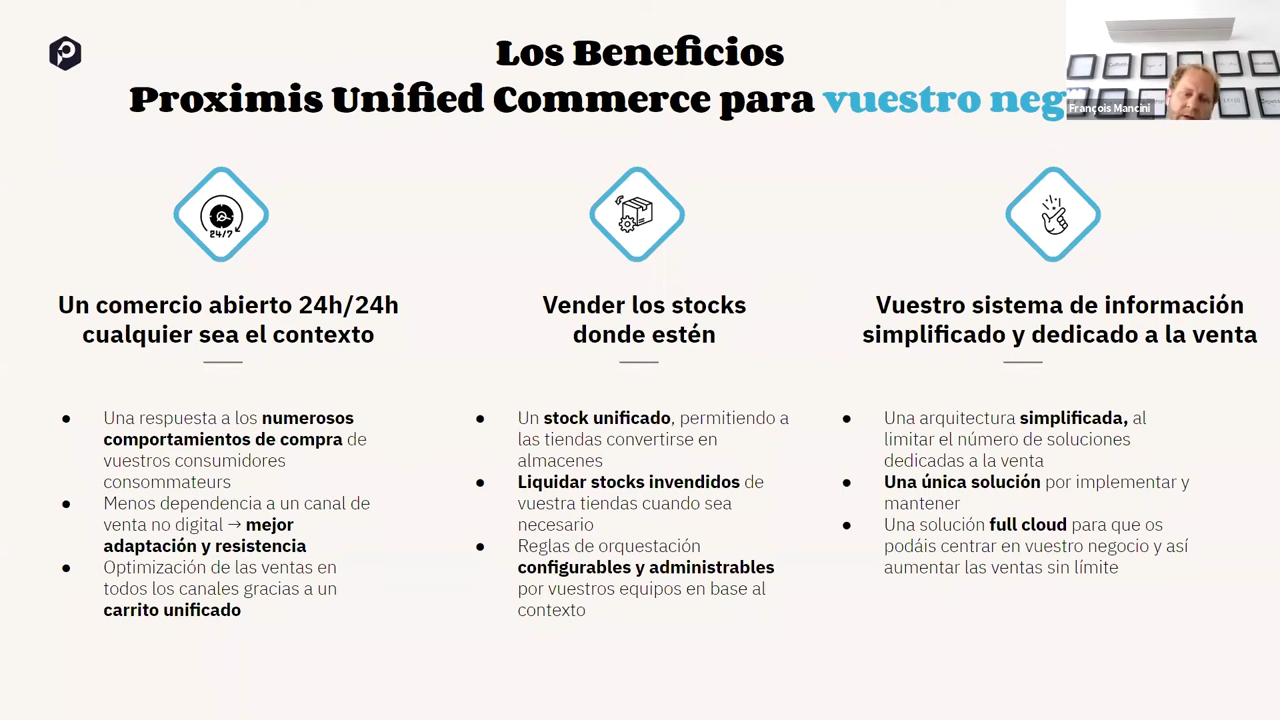 Los Beneficios
Proximis Unified Commerce para vuestro neg
François Mancini
24/7
Un comercio abierto 24h/24h
cualquier sea el contexto
● Una respuesta a los numerosos
comportamientos de compra de
vuestros consumidores
consommateurs
● Menos dependencia a un canal de
venta no digital → mejor
adaptación y resistencia
● Optimización de las ventas en
todos los canales gracias a un
carrito unificado
Vender los stocks
donde estén
● Un stock unificado, permitiendo a
las tiendas convertirse en
almacenes
● Liquidar stocks invendidos de
vuestra tiendas cuando sea
necesario
● Reglas de orquestación
configurables y administrables
por vuestros equipos en base al
contexto
Vuestro sistema de información
simplificado y dedicado a la venta
● Una arquitectura simplificada, al
limitar el número de soluciones
dedicadas a la venta
● Una única solución por implementar y
mantener
● Una solución full cloud para que os
podáis centrar en vuestro negocio y así
aumentar las ventas sin límite